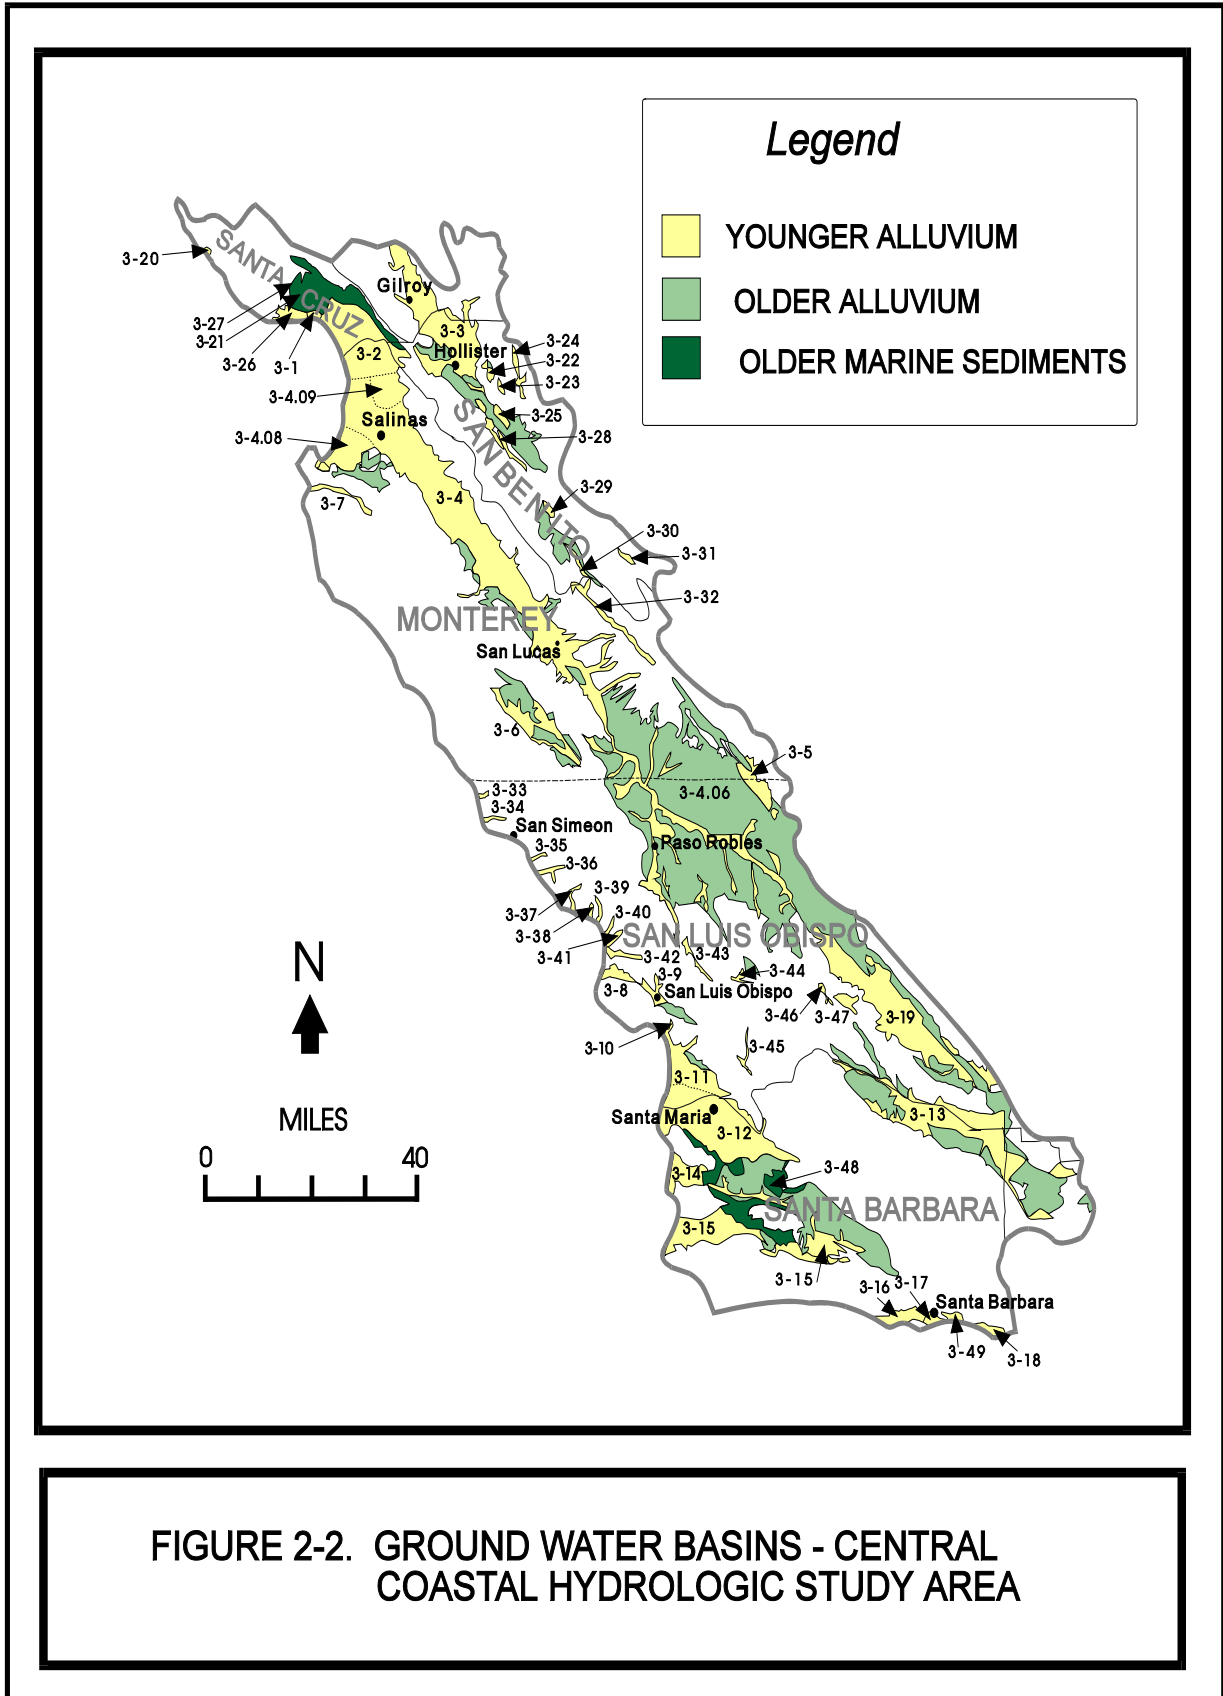 Legend
YOUNGER ALLUVIUM
OLDER ALLUVIUM
OLDER MARINE SEDIMENTS
SANTA CRUZ
3-20
Gilroy
3-27
3-21
3-26
3-1
3-2
3-3
3-24
Hollister
3-22
3-23
3-4.09
3-25
Salinas
3-4.08
3-28
SAN BENITO
3-7
3-4
3-29
3-30
3-31
3-32
MONTEREY
San Lucas
3-6
3-5
3-33
3-4.06
3-34
San Simeon
Paso Robles
3-35
3-36
3-39
3-37
3-40
3-38
SAN LUIS OBISPO
3-41
3-42
3-43
3-44
3-9
3-8
San Luis Obispo
3-46
3-47
3-19
3-10
3-45
3-11
3-13
Santa Maria
3-12
3-14
3-48
SANTA BARBARA
3-15
3-15
3-16
3-17
Santa Barbara
3-49
3-18
N
MILES
0
40
FIGURE 2-2. GROUND WATER BASINS - CENTRAL
COASTAL HYDROLOGIC STUDY AREA